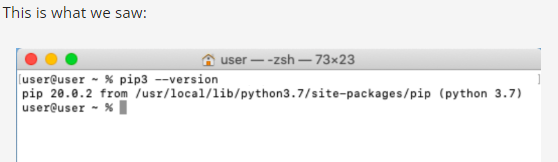 This is what we saw:
user — -zsh — 73×23
[user@user ~ % pip3 --version ]
pip 20.0.2 from /usr/local/lib/python3.7/site-packages/pip (python 3.7)
user@user ~ %